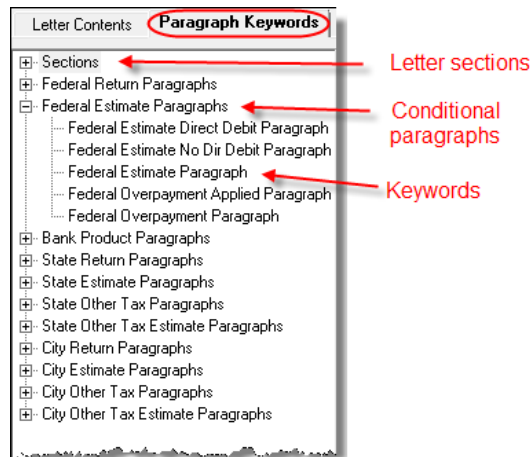 Letter Contents Paragraph Keywords
Sections
Letter sections
Federal Return Paragraphs
Federal Estimate Paragraphs
Conditional
paragraphs
Federal Estimate Direct Debit Paragraph
Federal Estimate No Dir Debit Paragraph
Federal Estimate Paragraph
Keywords
Federal Overpayment Applied Paragraph
Federal Overpayment Paragraph
Bank Product Paragraphs
State Return Paragraphs
State Estimate Paragraphs
State Other Tax Paragraphs
State Other Tax Estimate Paragraphs
City Return Paragraphs
City Estimate Paragraphs
City Other Tax Paragraphs
City Other Tax Estimate Paragraphs